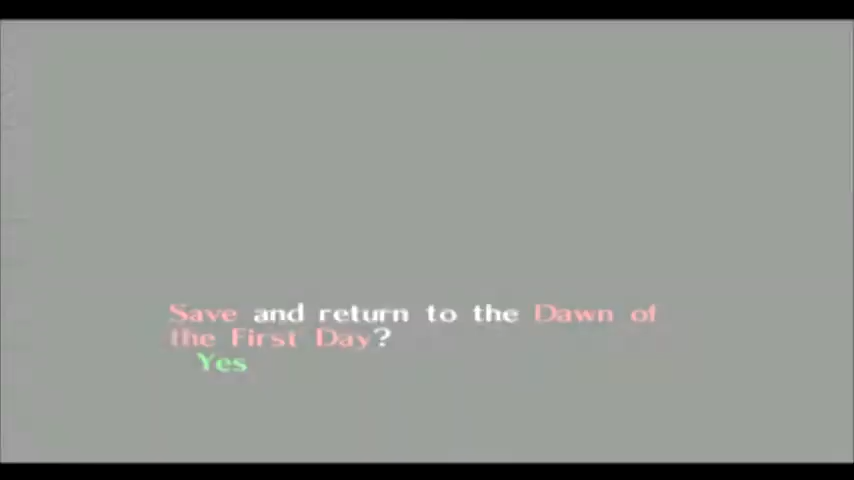 Save and return to the Dawn of
the First Day?
Yes